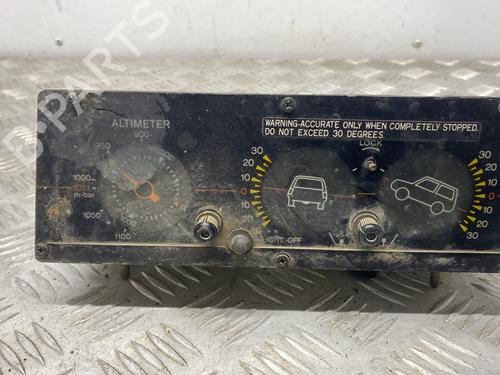 B-PARTS
ALTIMETER
900
950
1000
1013
m-bar
1050
1100
WARNING-ACCURATE ONLY WHEN COMPLETELY STOPPED.
DO NOT EXCEED 30 DEGREES.
LOCK
30
20
10
0
10
20
30
20
10
0
10
20
30
IGHT OFF